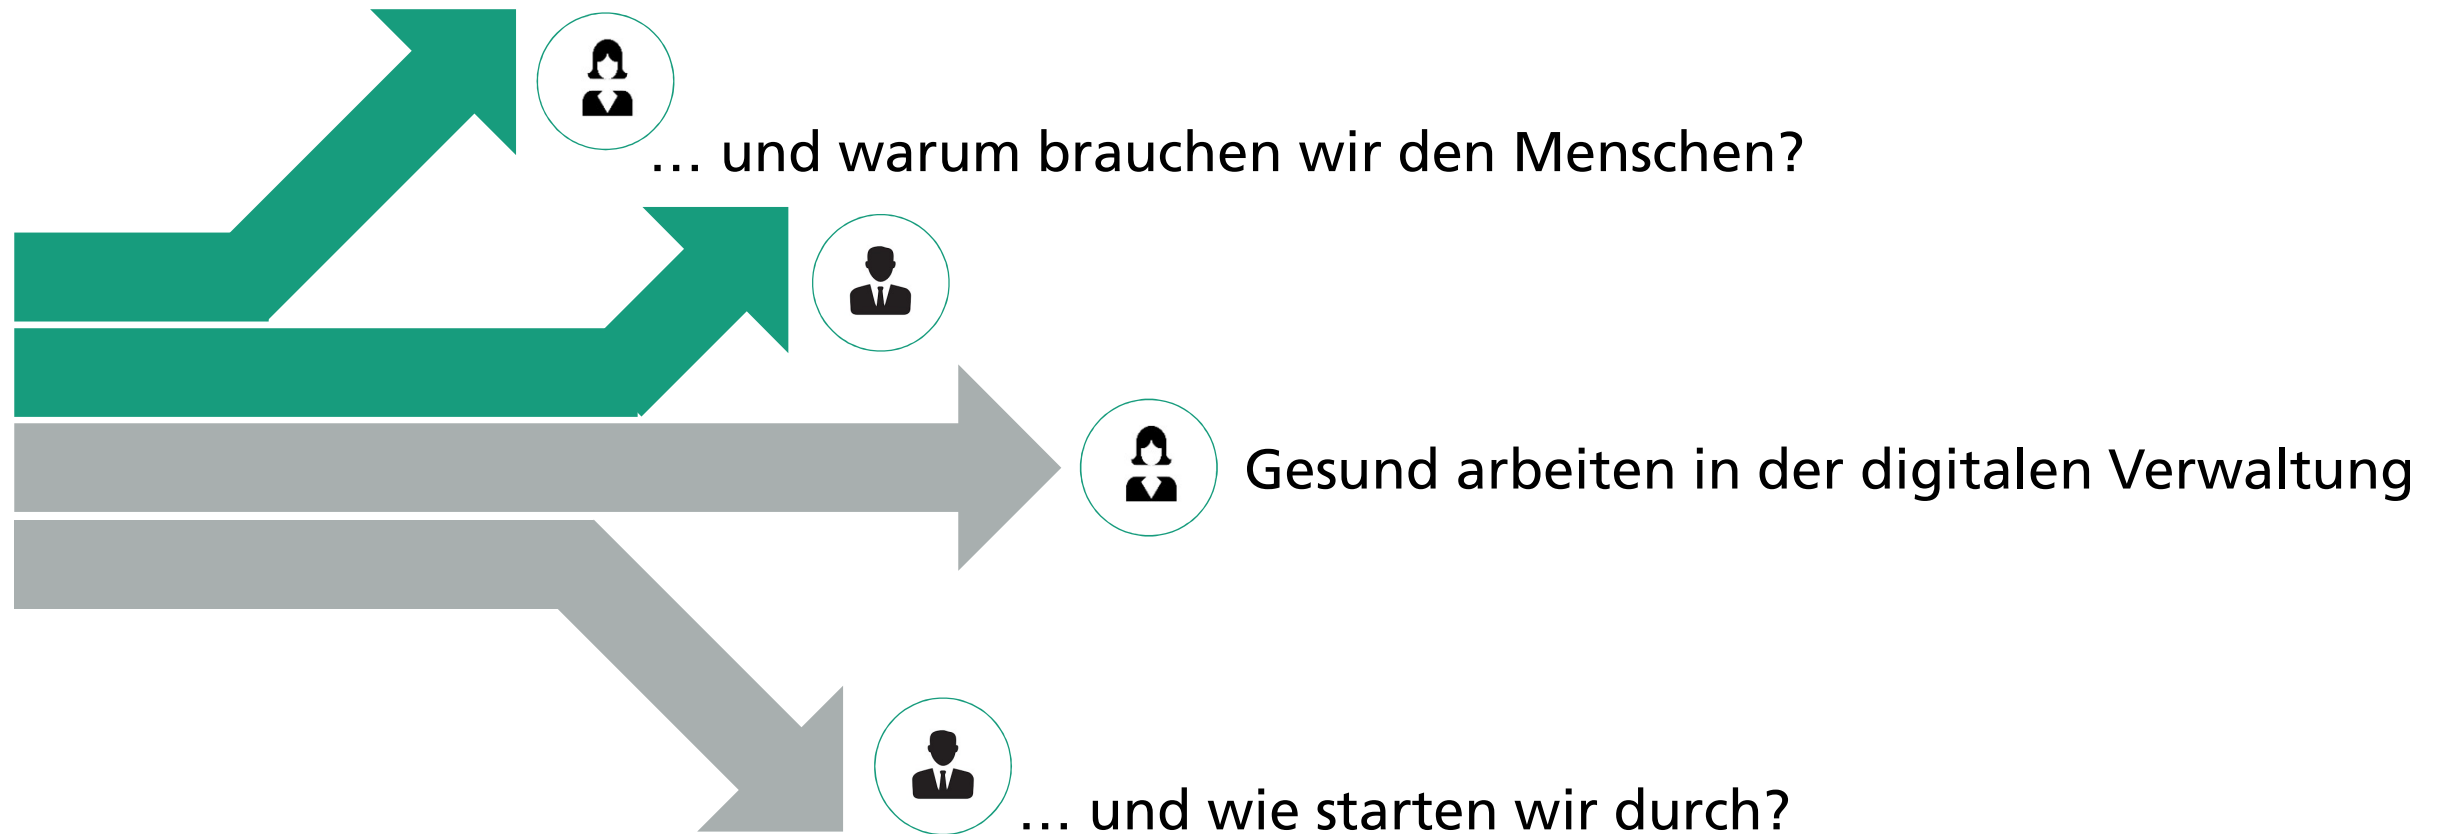 ... und warum brauchen wir den Menschen?
Gesund arbeiten in der digitalen Verwaltung
... und wie starten wir durch?